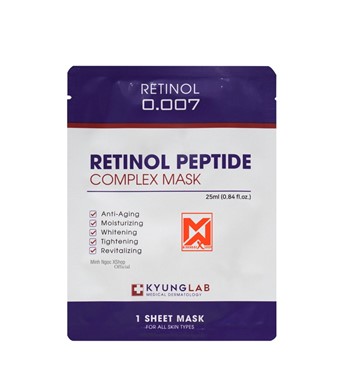 RETINOL
0.007
RETINOL PEPTIDE
COMPLEX MASK
25ml (0.84 fl.oz.)
Anti-Aging
Moisturizing
Whitening
Tightening
Revitalizing
Official
KYUNGLAB
MEDICAL DERMATOLOGY
1 SHEET MASK
-FOR ALL SKIN TYPES